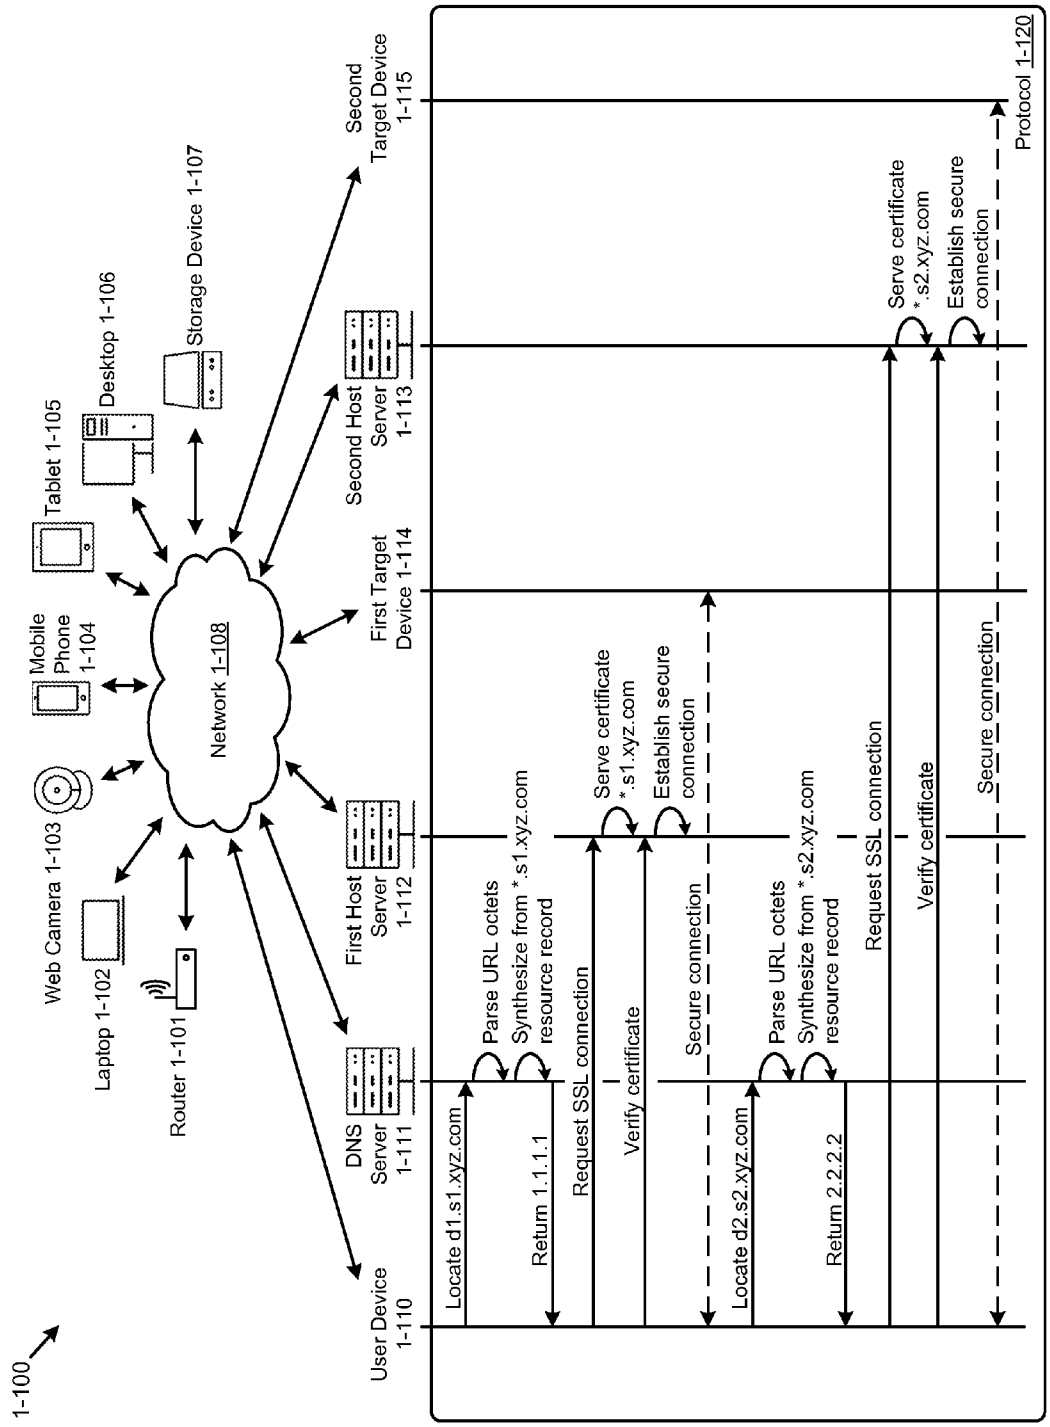 1-100
Router 1-101
Laptop 1-102
Web Camera 1-103
Mobile
Phone
1-104
Tablet 1-105
Desktop 1-106
Storage Device 1-107
Network 1-108
User Device
1-110
DNS
Server
1-111
First Host
Server
1-112
First Target
Device 1-114
Second Host
Server
1-113
Second
Target Device
1-115
Locate d1.s1.xyz.com
Parse URL octets
Synthesize from *.s1.xyz.com
resource record
Return 1.1.1.1
Request SSL connection
Serve certificate
*.s1.xyz.com
Verify certificate
Establish secure
connection
Secure connection
Locate d2.s2.xyz.com
Parse URL octets
Synthesize from *.s2.xyz.com
resource record
Return 2.2.2.2
Request SSL connection
Serve certificate
*.s2.xyz.com
Verify certificate
Establish secure
connection
Secure connection
Protocol 1-120